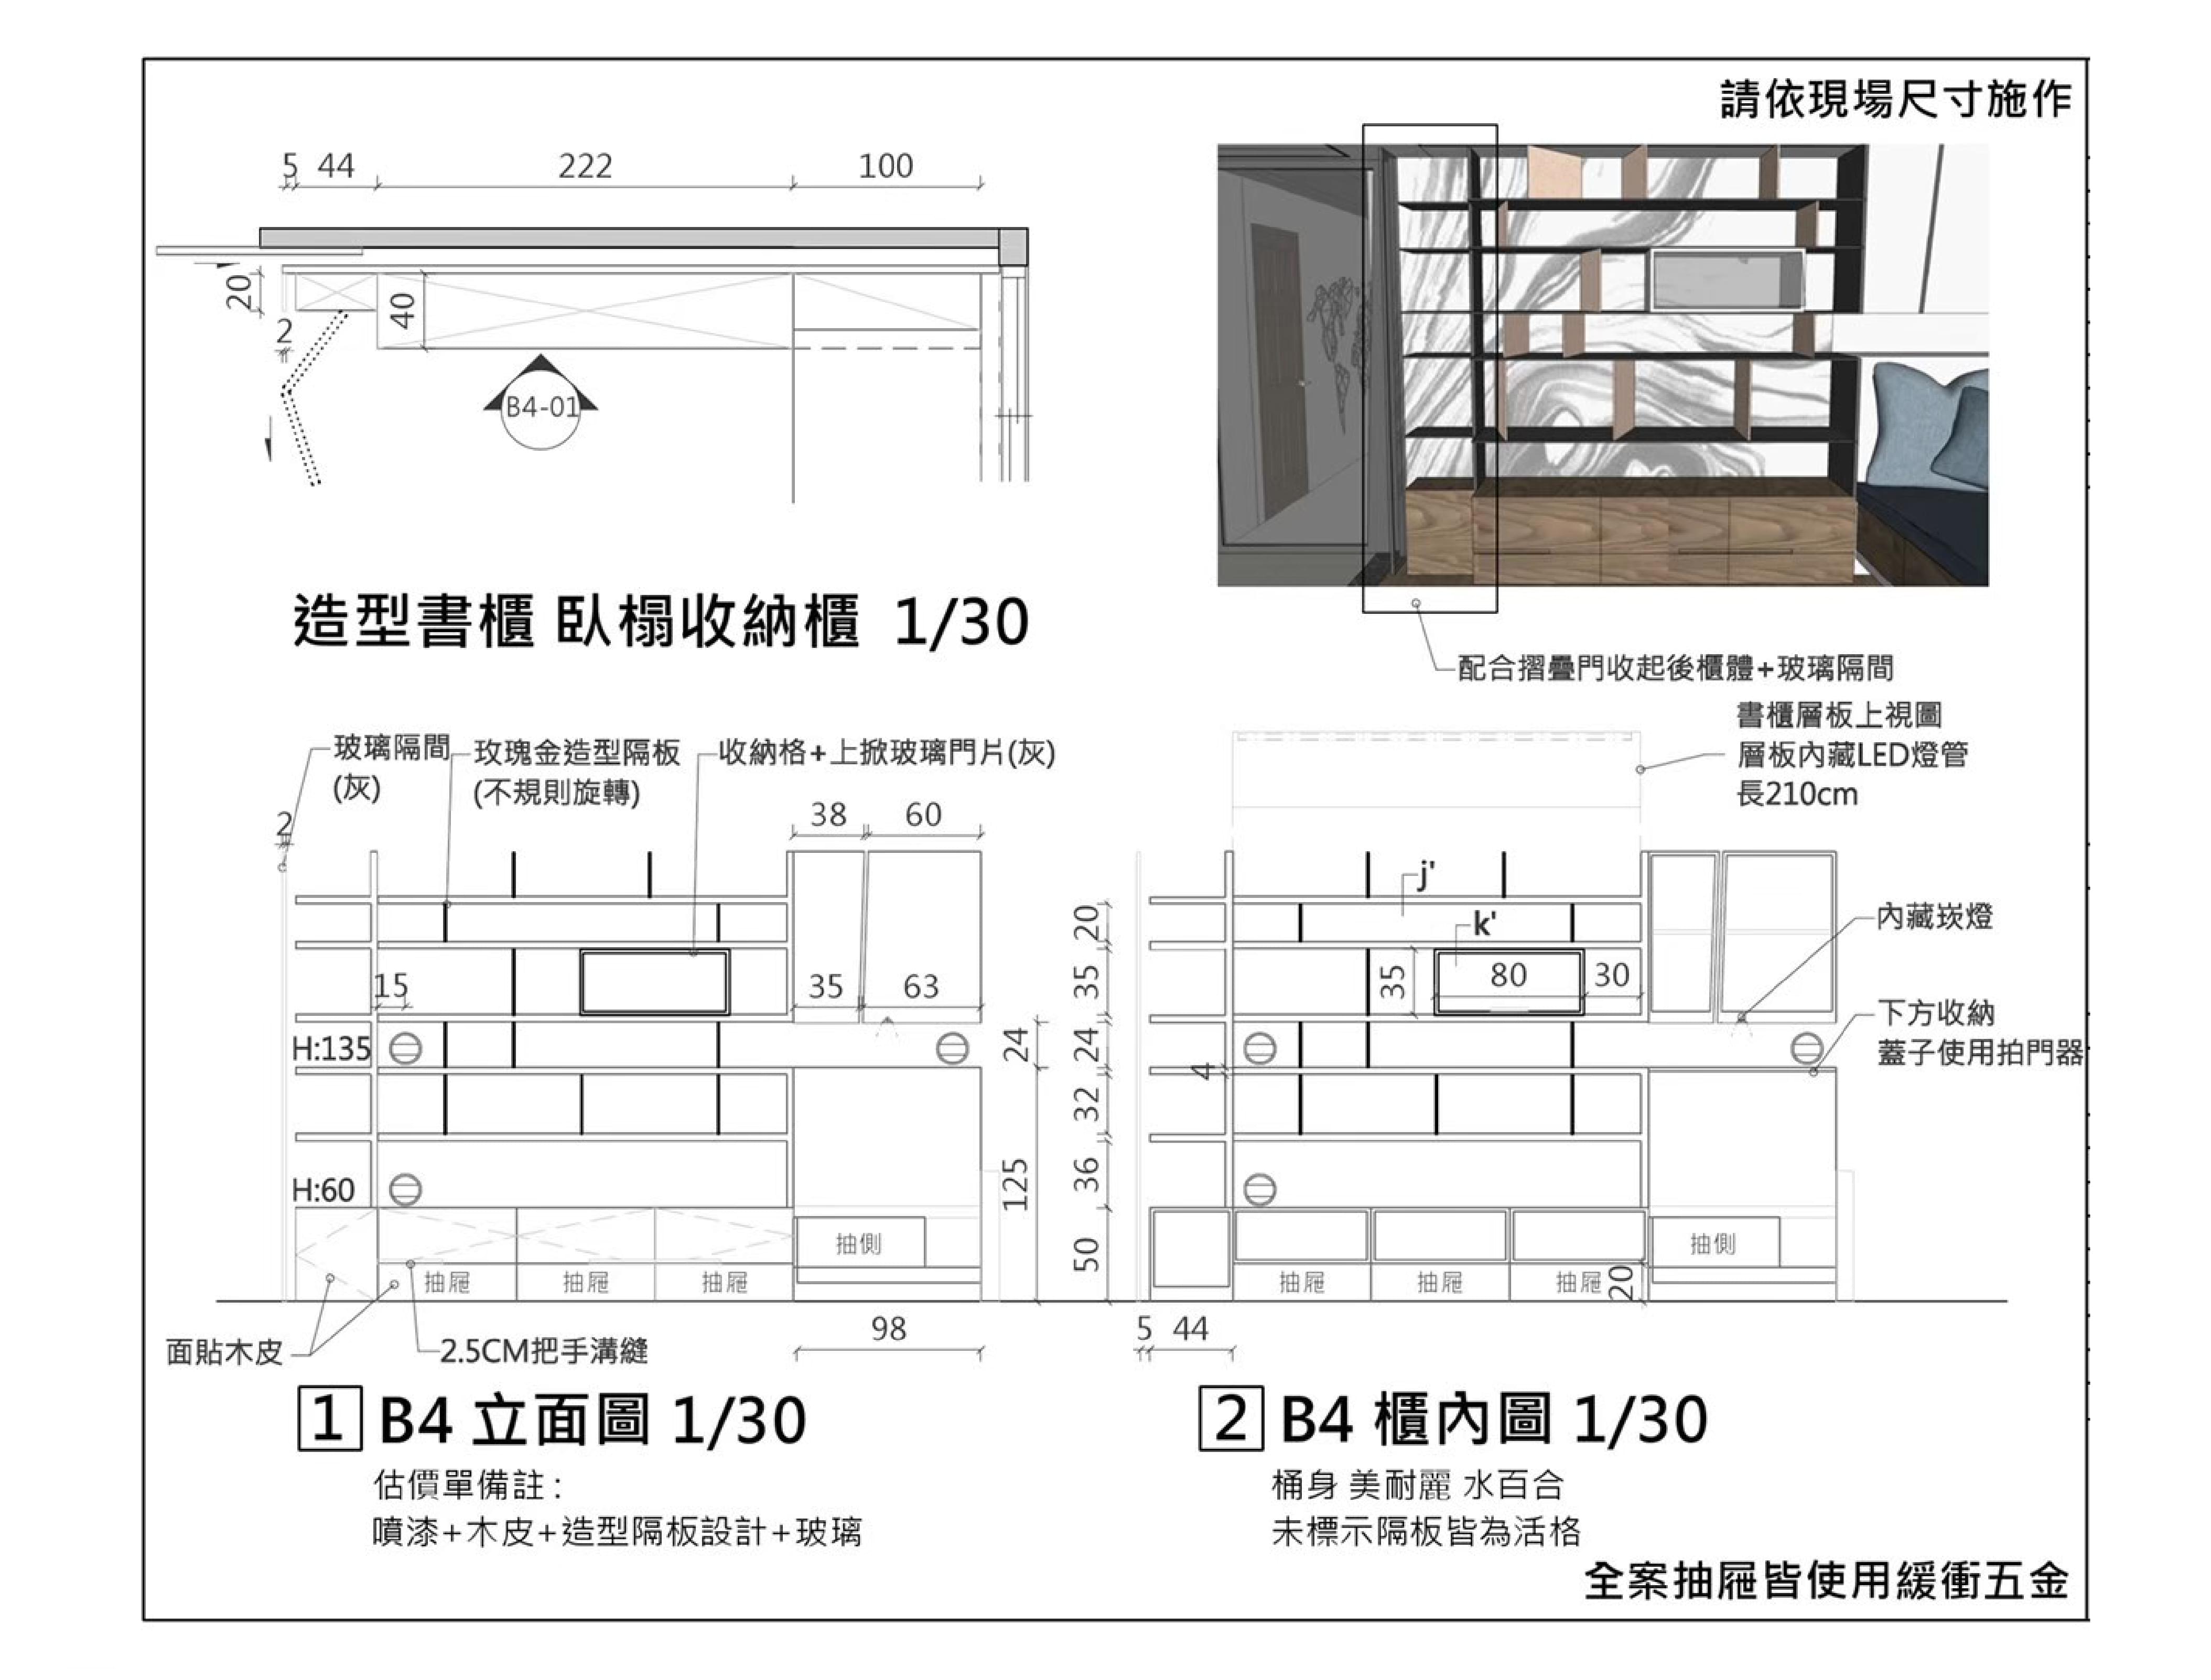 請依現場尺寸施作
5 44 222 100
20
40
2
B4-01
造型書櫃 臥榻收納櫃 1/30
配合摺疊門收起後櫃體+玻璃隔間
書櫃層板上視圖
層板內藏LED燈管
長210cm
玻璃隔間
(灰)
玫瑰金造型隔板
(不規則旋轉)
收納格+上掀玻璃門片(灰)
2
38 60
15
35 63
H:135
24
H:60
125
抽側
抽屜 抽屜 抽屜
面貼木皮
2.5CM把手溝縫
98
j'
k'
20
35
35 80 30
24
4
32
36
50
內藏崁燈
下方收納
蓋子使用拍門器
抽側
抽屜 抽屜 抽屜 20
5 44
1 B4 立面圖 1/30
估價單備註:
噴漆+木皮+造型隔板設計+玻璃
2 B4 櫃內圖 1/30
桶身 美耐麗 水百合
未標示隔板皆為活格
全案抽屜皆使用緩衝五金